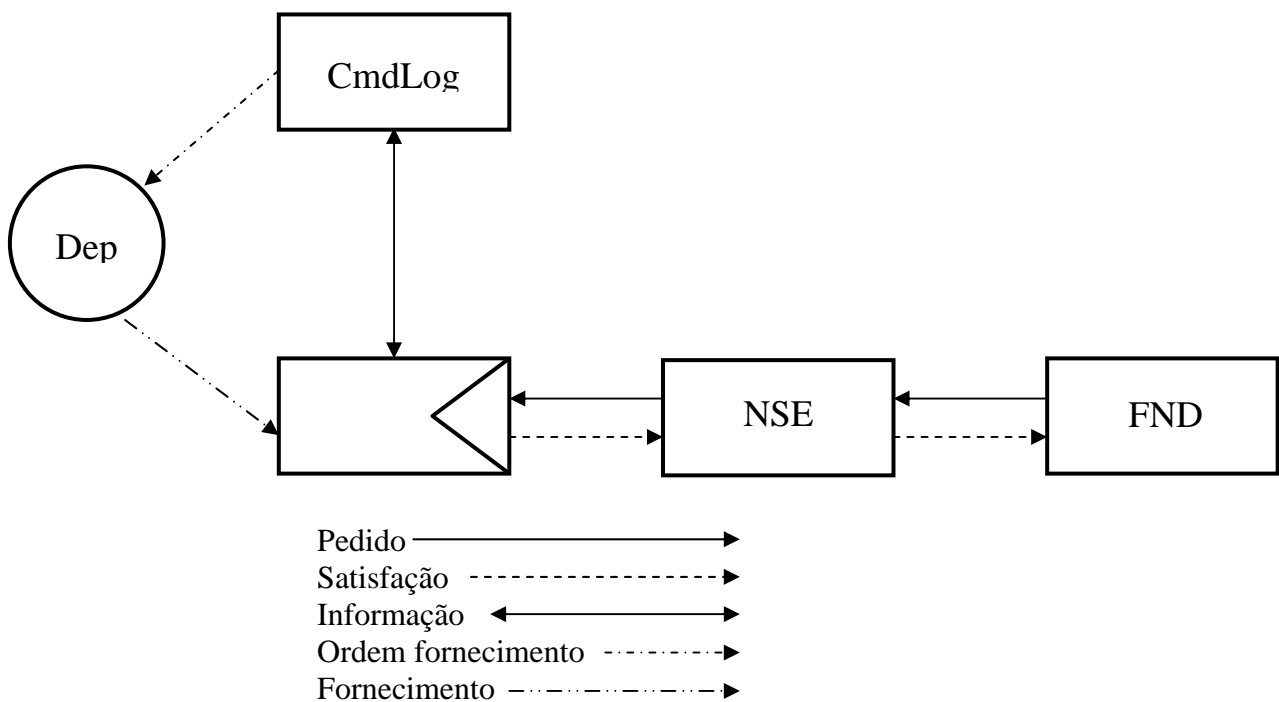 CmdLog
Dep
NSE
FND
Pedido
Satisfação
Informação
Ordem fornecimento
Fornecimento